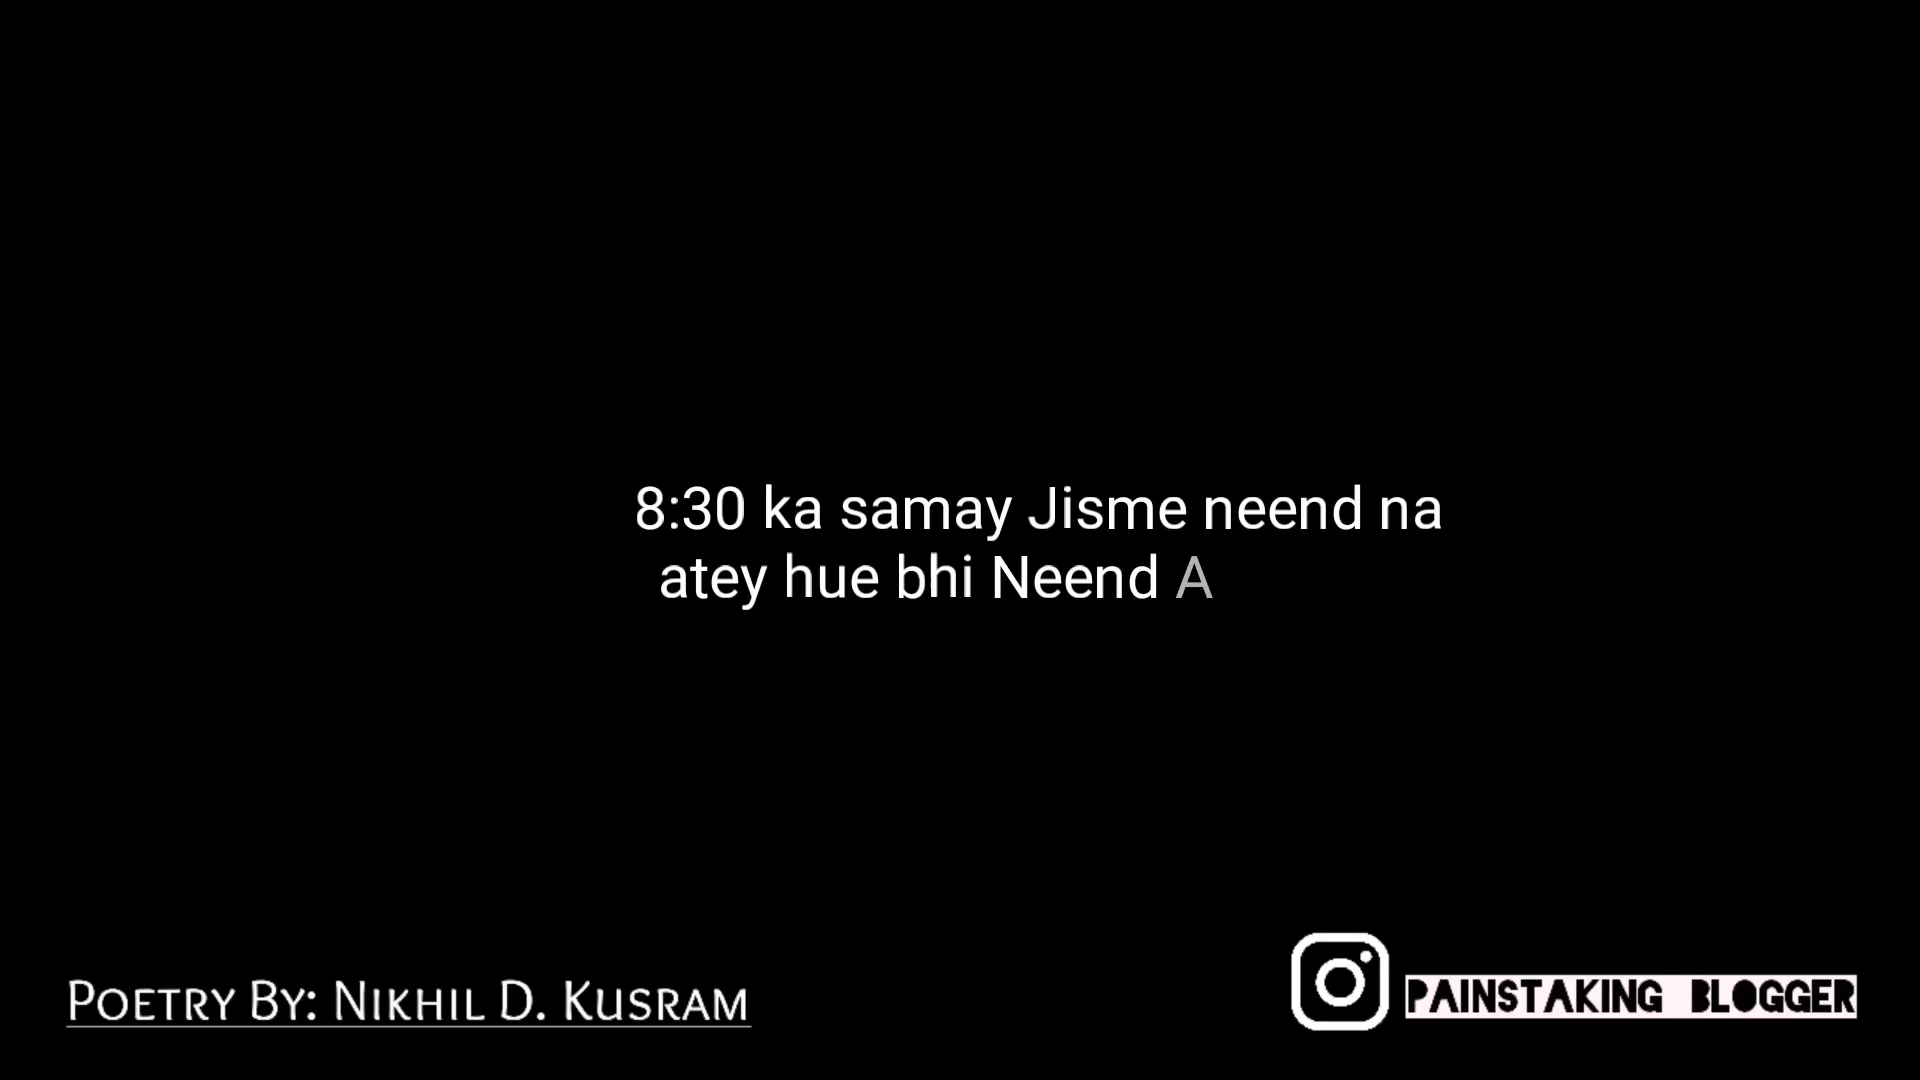 8:30 ka samay Jisme neend na
atey hue bhi Neend A
Poetry By: Nikhil D. Kusram
PAINSTAKING BLOGGER